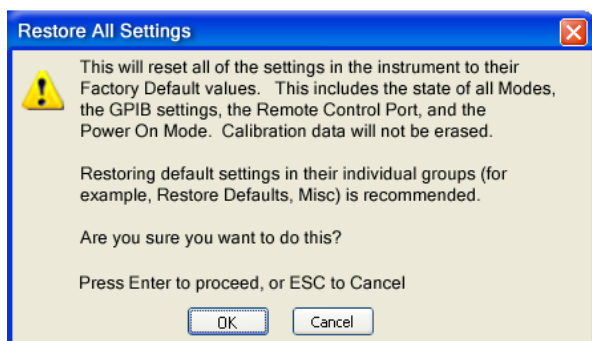 Restore All Settings
This will reset all of the settings in the instrument to their
Factory Default values. This includes the state of all Modes,
the GPIB settings, the Remote Control Port, and the
Power On Mode. Calibration data will not be erased.
Restoring default settings in their individual groups (for
example, Restore Defaults, Misc) is recommended.
Are you sure you want to do this?
Press Enter to proceed, or ESC to Cancel
OK Cancel